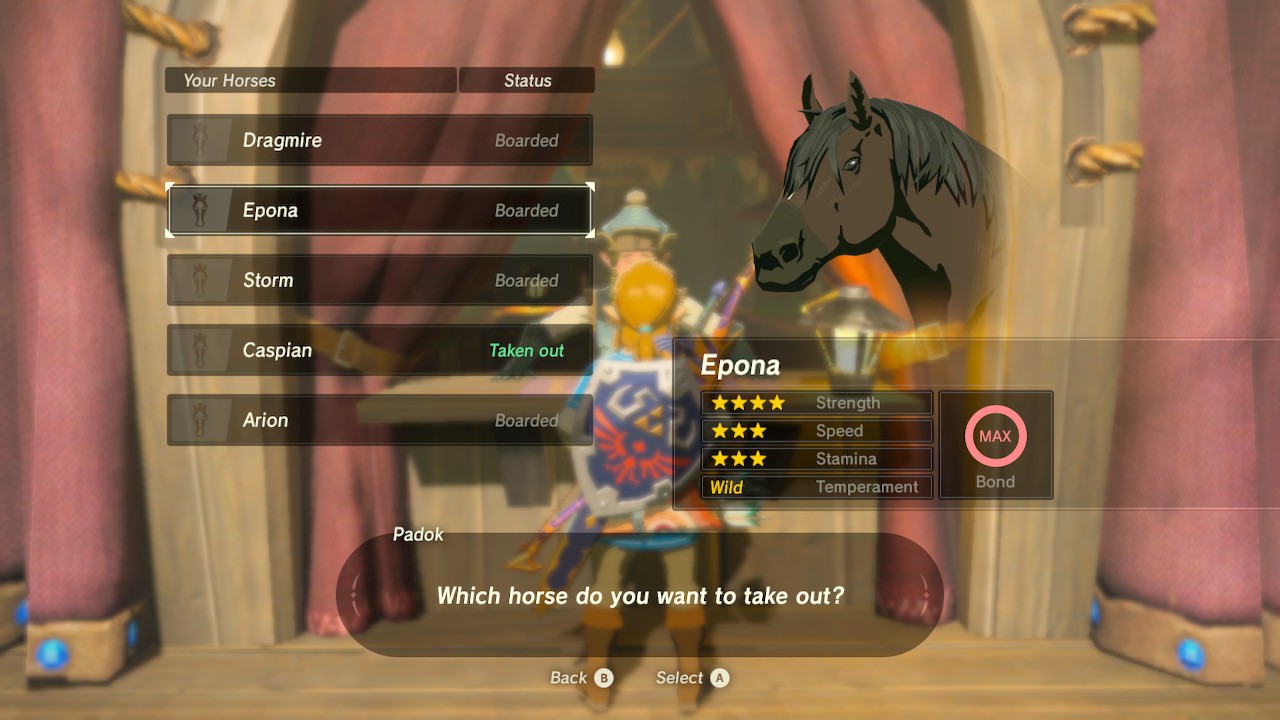 Your Horses Status
Dragmire Boarded
Epona Boarded
Storm Boarded
Caspian Taken out
Arion Boarded
Epona
Strength
Speed
Stamina
Wild Temperament
MAX
Bond
Padok
Which horse do you want to take out?
Back B Select A